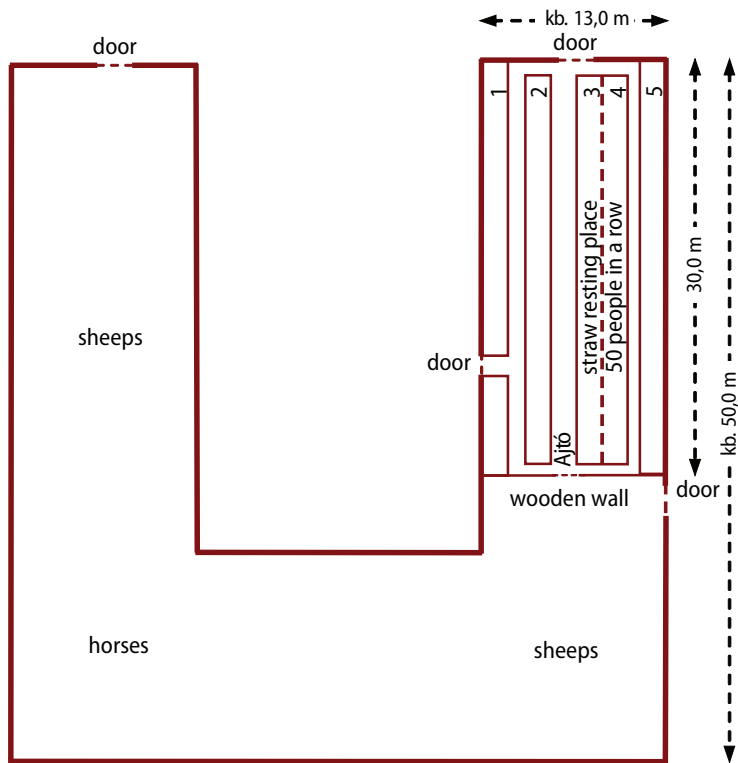 kb. 13,0 m
door
door
1
2
3
4
5
straw resting place
50 people in a row
30,0 m
kb. 50,0 m
sheeps
door
Ajtó
wooden wall
door
horses
sheeps